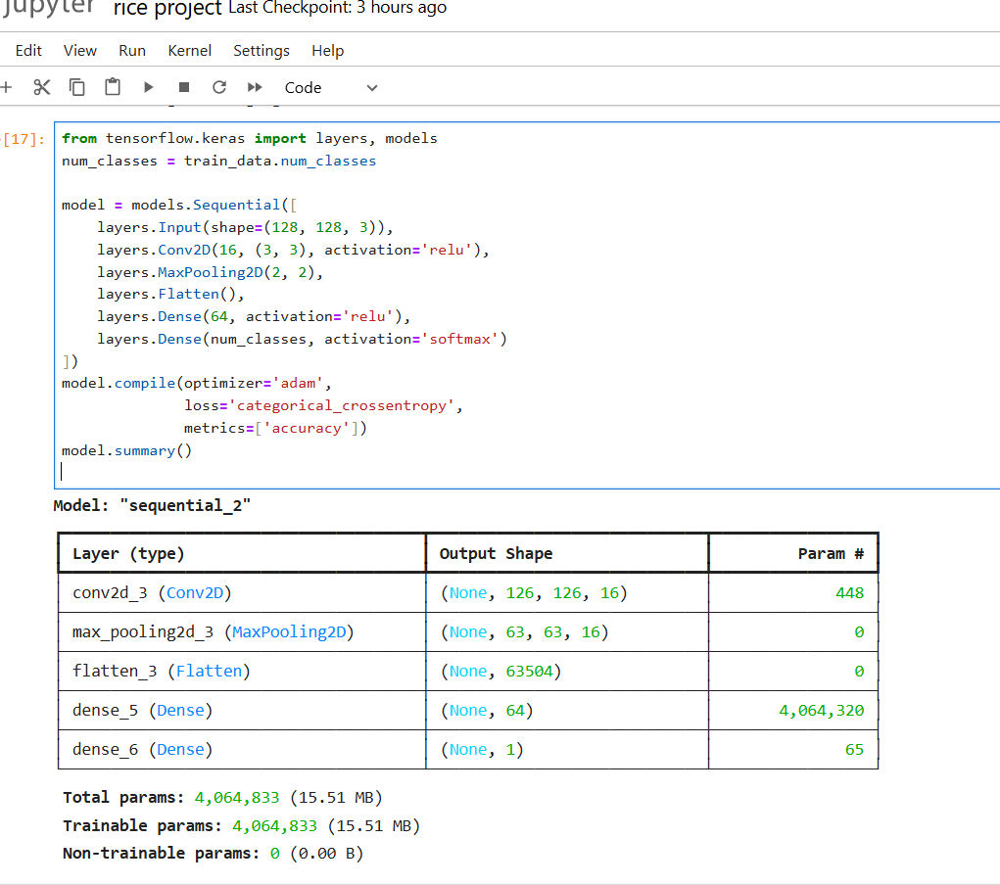 jupyter rice project Last Checkpoint: 3 hours ago
Edit View Run Kernel Settings Help
Code
[17]:
from tensorflow.keras import layers, models
num_classes = train_data.num_classes
model = models.Sequential([
    layers.Input(shape=(128, 128, 3)),
    layers.Conv2D(16, (3, 3), activation='relu'),
    layers.MaxPooling2D(2, 2),
    layers.Flatten(),
    layers.Dense(64, activation='relu'),
    layers.Dense(num_classes, activation='softmax')
])
model.compile(optimizer='adam',
              loss='categorical_crossentropy',
              metrics=['accuracy'])
model.summary()
Model: "sequential_2"
Layer (type) Output Shape Param #
conv2d_3 (Conv2D) (None, 126, 126, 16) 448
max_pooling2d_3 (MaxPooling2D) (None, 63, 63, 16) 0
flatten_3 (Flatten) (None, 63504) 0
dense_5 (Dense) (None, 64) 4,064,320
dense_6 (Dense) (None, 1) 65
Total params: 4,064,833 (15.51 MB)
Trainable params: 4,064,833 (15.51 MB)
Non-trainable params: 0 (0.00 B)